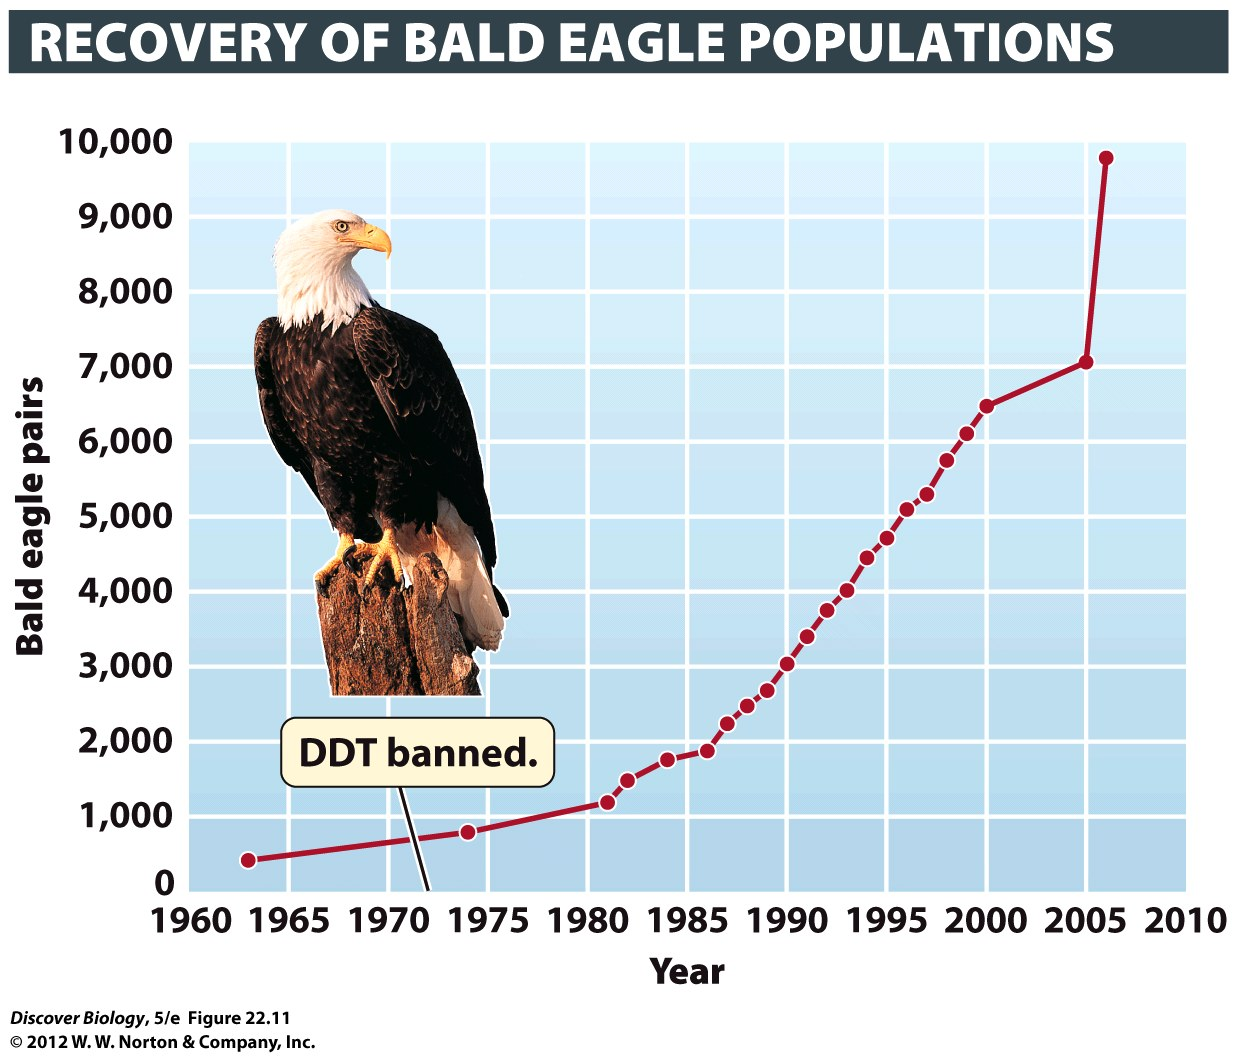 RECOVERY OF BALD EAGLE POPULATIONS
10,000
9,000
8,000
7,000
6,000
5,000
4,000
3,000
2,000
1,000
0
Bald eagle pairs
DDT banned.
1960 1965 1970 1975 1980 1985 1990 1995 2000 2005 2010
Year
Discover Biology, 5/e Figure 22.11
© 2012 W. W. Norton & Company, Inc.